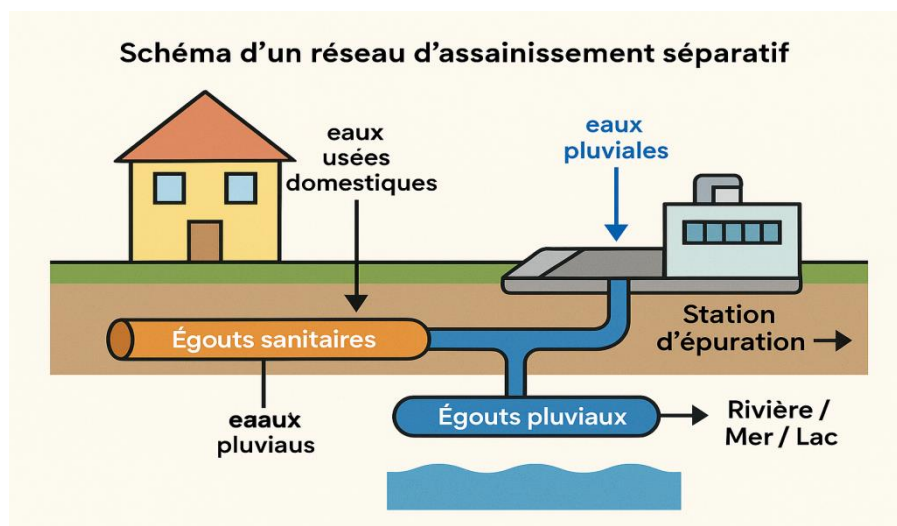 Schéma d'un réseau d'assainissement séparatif
eaux
usées
domestiques
eaux
pluviales
Égouts sanitaires
Station
d'épuration
eaaux
pluviaus
Égouts pluviaux
Rivière /
Mer / Lac